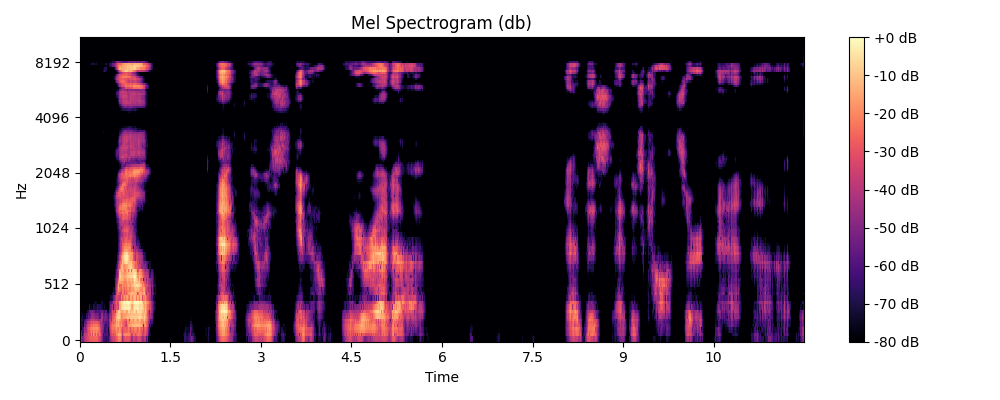 Mel Spectrogram (db)
8192
4096
2048
1024
512
0
Hz
0 1.5 3 4.5 6 7.5 9 10
Time
+0 dB
-10 dB
-20 dB
-30 dB
-40 dB
-50 dB
-60 dB
-70 dB
-80 dB